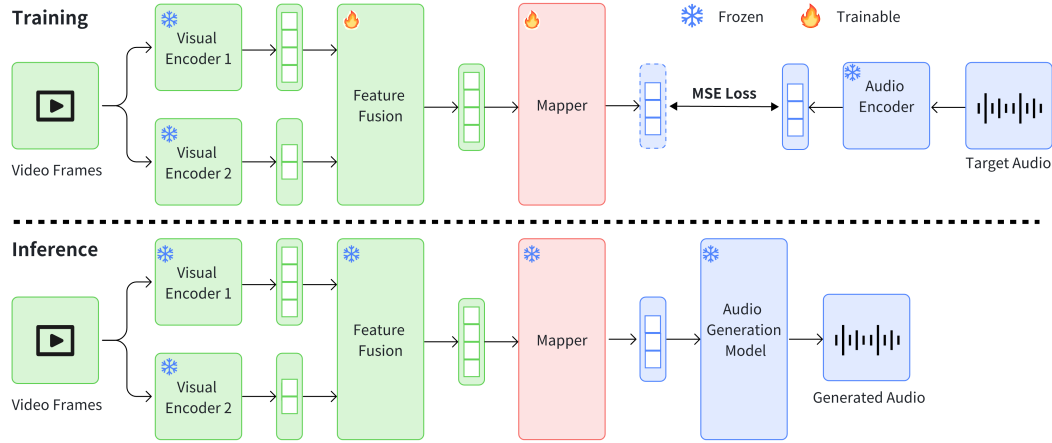 Training
Frozen
Trainable
Visual
Encoder 1
Visual
Encoder 2
Video Frames
Feature
Fusion
Mapper
MSE Loss
Audio
Encoder
Target Audio
Inference
Visual
Encoder 1
Visual
Encoder 2
Video Frames
Feature
Fusion
Mapper
Audio
Generation
Model
Generated Audio